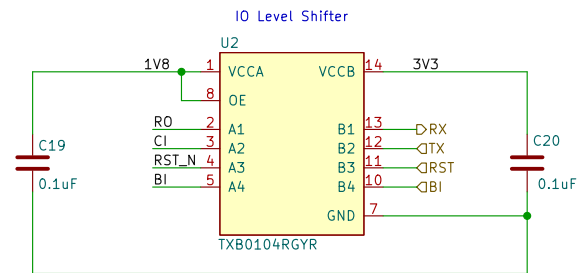 IO Level Shifter
U2
1V8 1 VCCA VCCB 14 3V3
8 OE
RO 2 A1 B1 13 RX
CI 3 A2 B2 12 TX
RST_N 4 A3 B3 11 RST
BI 5 A4 B4 10 BI
GND 7
TXB0104RGYR
C19
0.1uF
C20
0.1uF